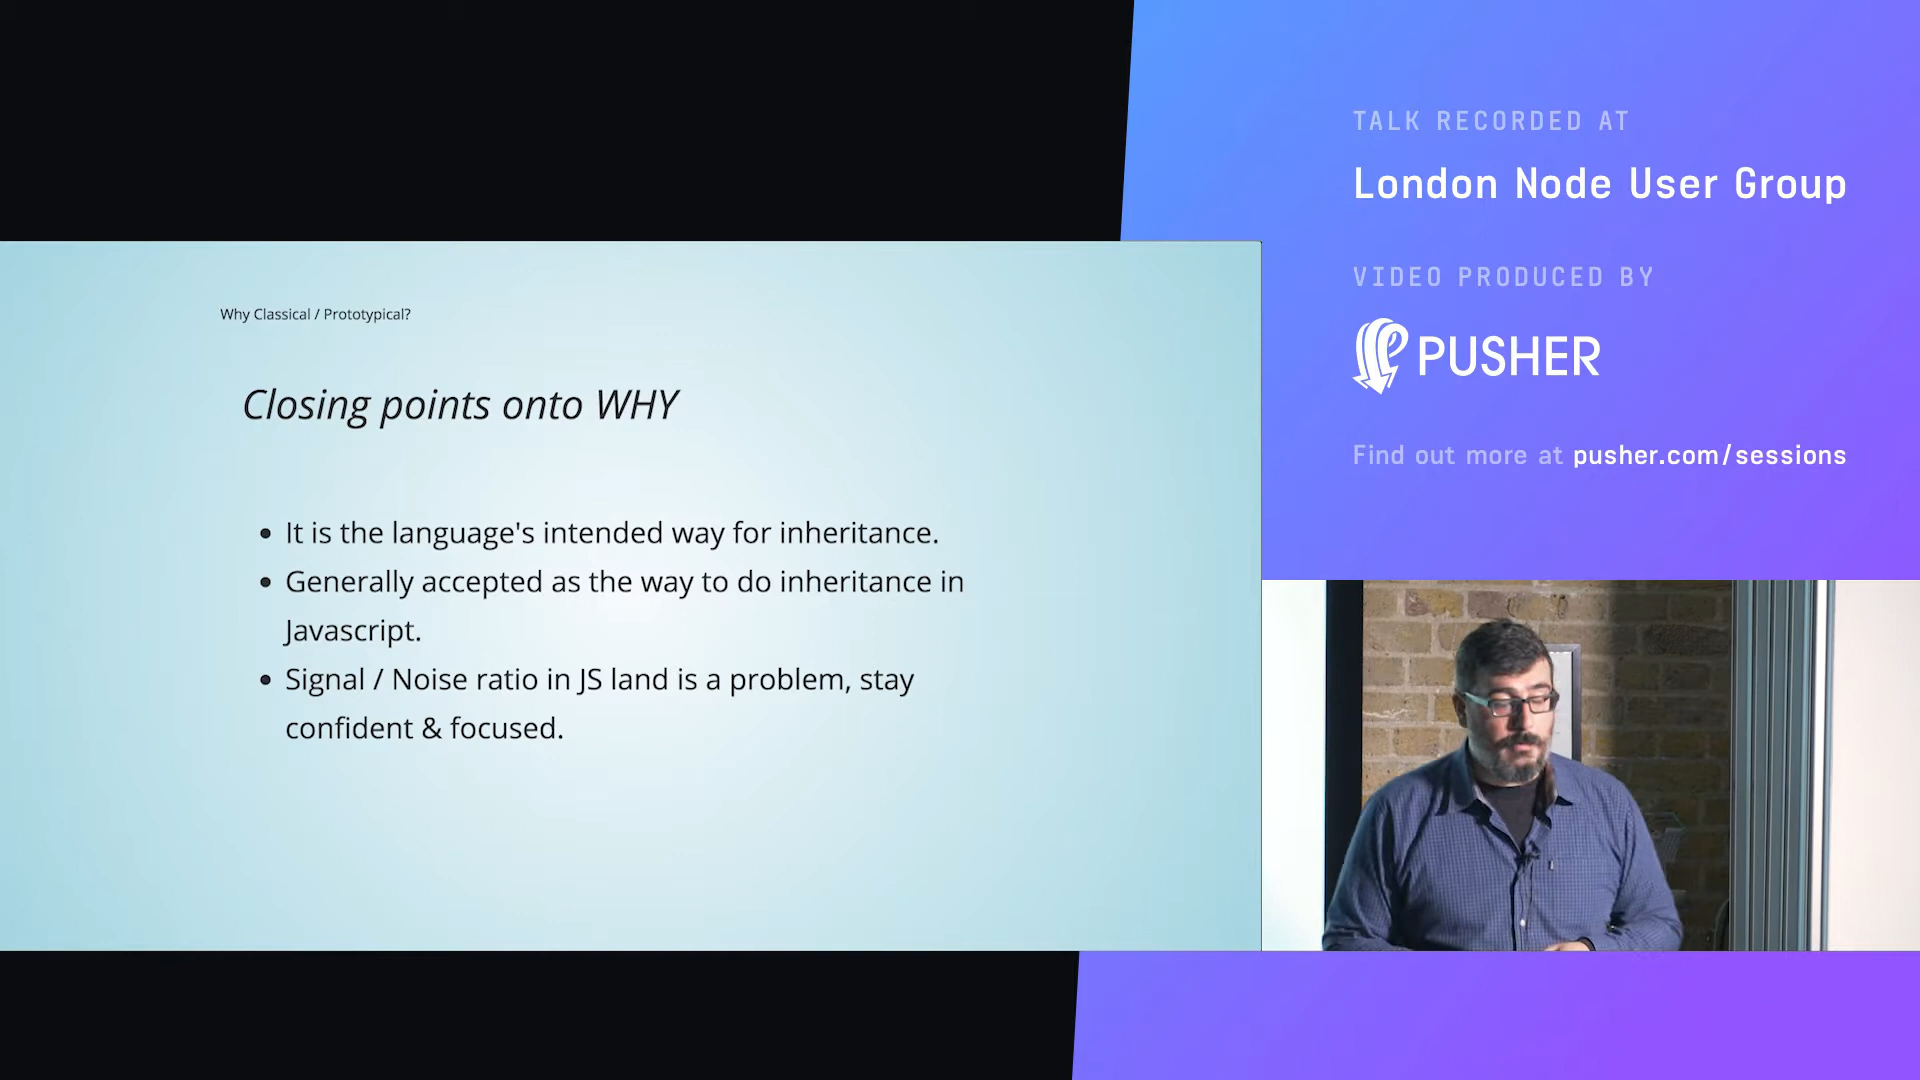 Why Classical / Prototypical?
Closing points onto WHY
• It is the language's intended way for inheritance.
• Generally accepted as the way to do inheritance in
Javascript.
• Signal / Noise ratio in JS land is a problem, stay
confident & focused.
TALK RECORDED AT
London Node User Group
VIDEO PRODUCED BY
PUSHER
Find out more at pusher.com/sessions